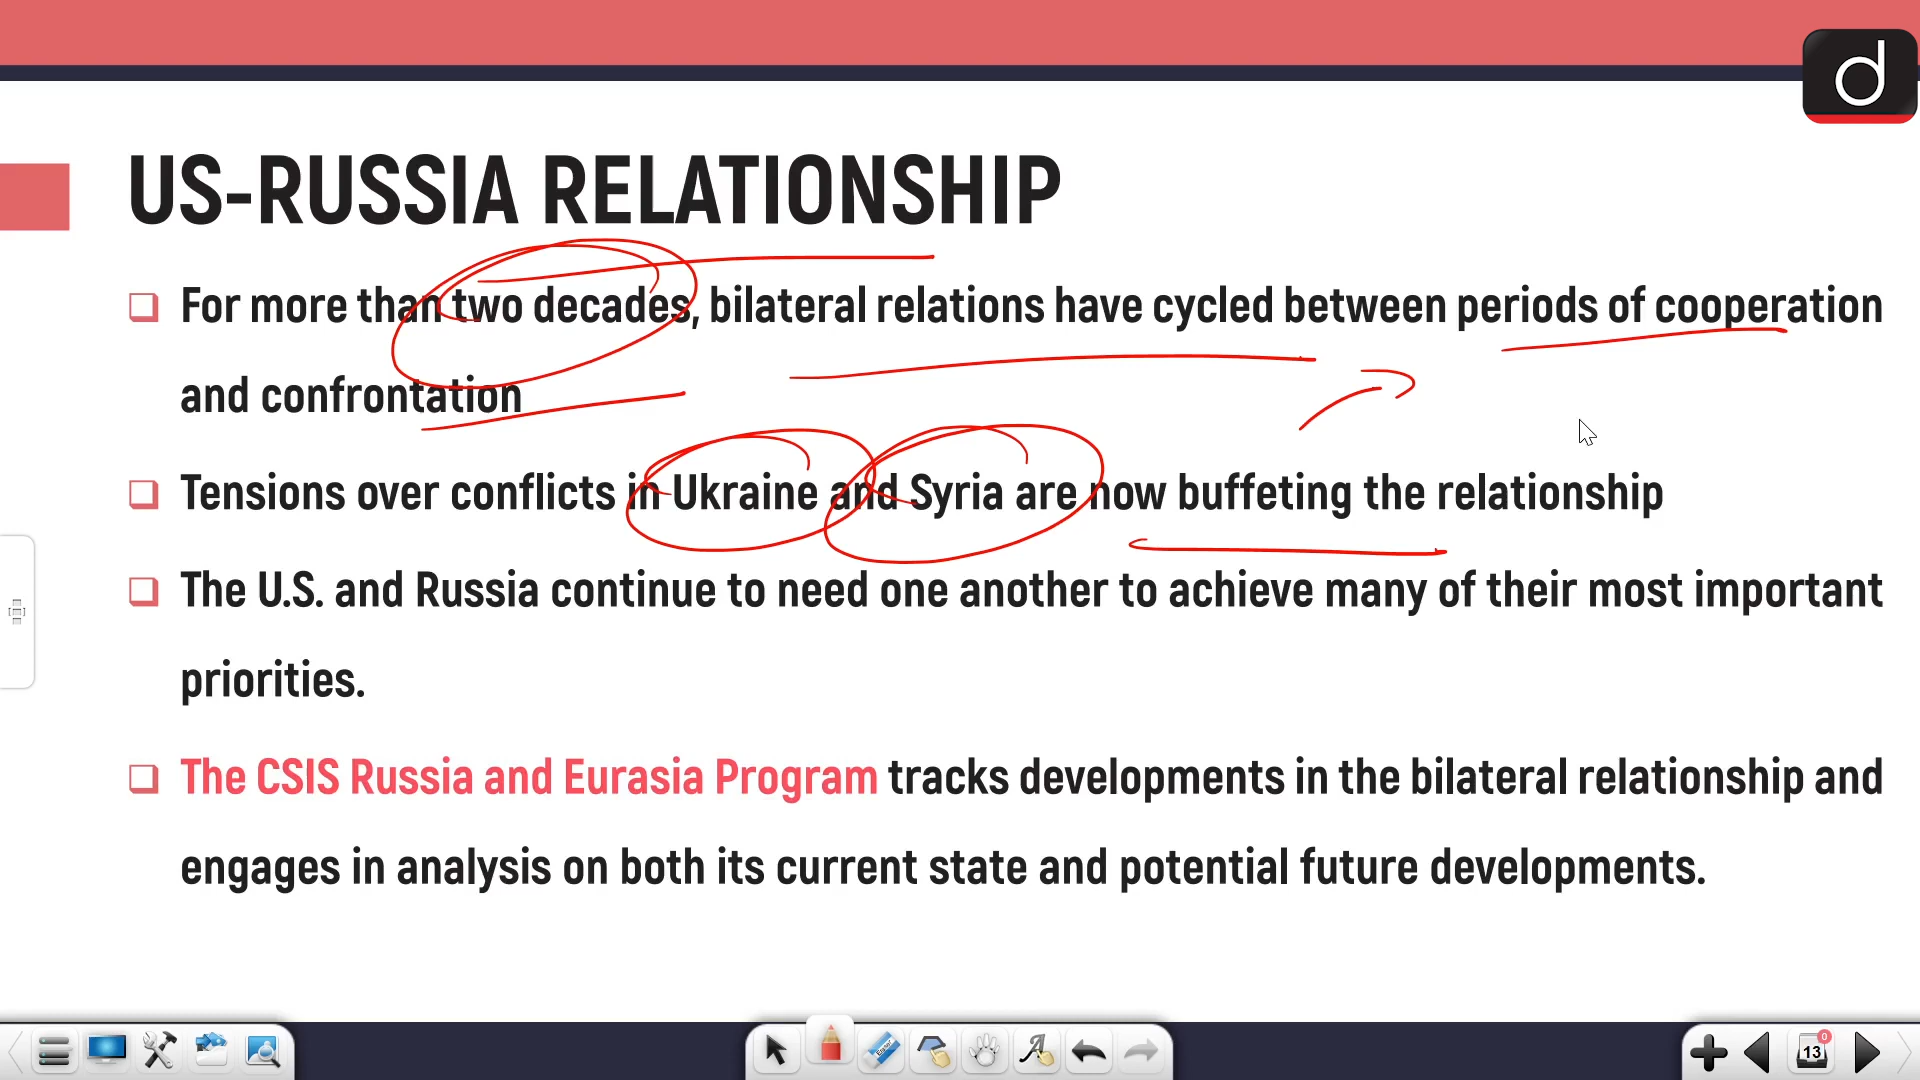 d
US-RUSSIA RELATIONSHIP
For more than two decades, bilateral relations have cycled between periods of cooperation
and confrontation
Tensions over conflicts in Ukraine and Syria are now buffeting the relationship
The U.S. and Russia continue to need one another to achieve many of their most important
priorities.
The CSIS Russia and Eurasia Program tracks developments in the bilateral relationship and
engages in analysis on both its current state and potential future developments.
Eraser
A
13
0